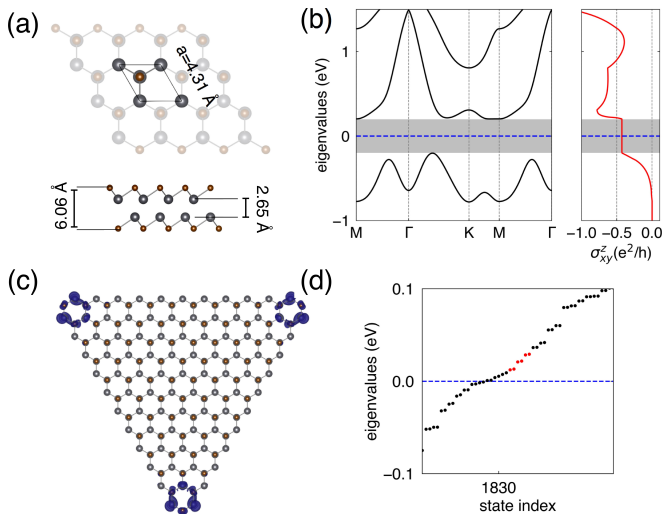 (a)
a=4.31 Å
6.06 Å
2.65 Å
(b)
eigenvalues (eV)
1
0
−1
M Γ K M Γ
−1.0 −0.5 0.0
σᶻxy(e²/h)
(c)
(d)
eigenvalues (eV)
0.1
0.0
−0.1
1830
state index